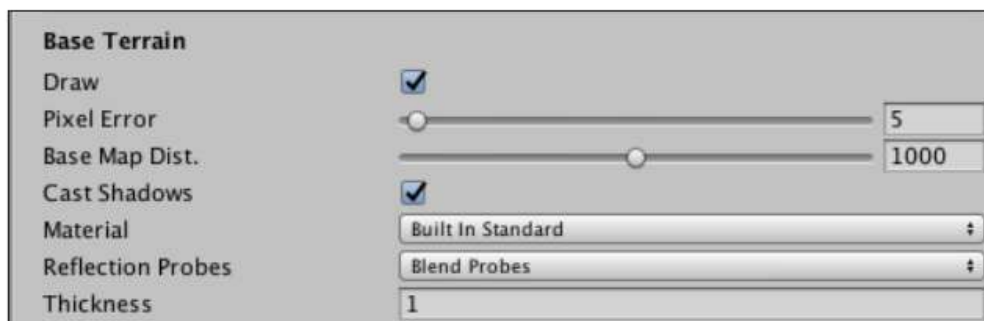 Base Terrain
Draw
Pixel Error 5
Base Map Dist. 1000
Cast Shadows
Material Built In Standard
Reflection Probes Blend Probes
Thickness 1